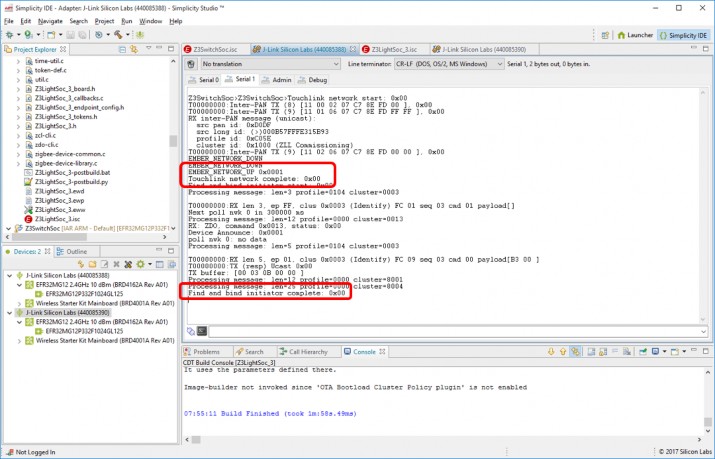 Simplicity IDE - Adapter: J-Link Silicon Labs (440085388) - Simplicity Studio ™
File Edit Navigate Search Project Run Window Help
Launcher Simplicity IDE
Project Explorer
time-util.c
token-def.c
util.c
Z3LightSoc_3_board.h
Z3LightSoc_3_callbacks.c
Z3LightSoc_3_endpoint_config.h
Z3LightSoc_3_tokens.h
Z3LightSoc_3.h
zcl-cli.c
zdo-cli.c
zigbee-device-common.c
zigbee-device-library.c
Z3LightSoc_3-postbuild.bat
Z3LightSoc_3-postbuild.py
Z3LightSoc_3.ewd
Z3LightSoc_3.ewp
Z3LightSoc_3.eww
Z3LightSoc_3.isc
Z3SwitchSoc [IAR ARM - Default] [EFR32MG12P332F1
Devices: 2 Outline
J-Link Silicon Labs (440085388)
EFR32MG12 2.4GHz 10 dBm (BRD4162A Rev A01)
EFR32MG12P332F1024GL125
Wireless Starter Kit Mainboard (BRD4001A Rev A01)
J-Link Silicon Labs (440085390)
EFR32MG12 2.4GHz 10 dBm (BRD4162A Rev A01)
EFR32MG12P332F1024GL125
Wireless Starter Kit Mainboard (BRD4001A Rev A01)
Z3SwitchSoc.isc J-Link Silicon Labs (440085388) Z3LightSoc_3.isc J-Link Silicon Labs (440085390)
No translation Line terminator: CR-LF (DOS, OS/2, MS Windows) Serial 1, 2 bytes out, 0 bytes in.
Serial 0 Serial 1 Admin Debug
Z3SwitchSoc>Z3SwitchSoc>Touchlink network start: 0x00
T00000000:Inter-PAN TX (8) [11 00 02 07 C7 8E FD 00 ], 0x00
T00000000:Inter-PAN TX (9) [11 01 06 07 C7 8E FD FF FF ], 0x00
RX inter-PAN message (unicast):
src pan id: 0xD0DF
src long id: (>)000B57FFFE315B93
profile id: 0xC05E
cluster id: 0x1000 (ZLL Commissioning)
T00000000:Inter-PAN TX (9) [11 02 07 07 C7 8E FD 00 00 ], 0x00
EMBER_NETWORK_DOWN
EMBER_NETWORK_DOWN
EMBER_NETWORK_UP 0x0001
Touchlink network complete: 0x00
Find and bind initiator start: 0x00
Processing message: len=3 profile=0104 cluster=0003
T00000000:RX len 3, ep FF, clus 0x0003 (Identify) FC 01 seq 03 cmd 01 payload[]
Next poll nwk 0 in 300000 ms
Processing message: len=12 profile=0000 cluster=0013
RX: ZDO, command 0x0013, status: 0x00
Device Announce: 0x0001
poll nwk 0: no data
Processing message: len=5 profile=0104 cluster=0003
T00000000:RX len 5, ep 01, clus 0x0003 (Identify) FC 09 seq 03 cmd 00 payload[B3 00 ]
T00000000:TX (resp) Ucast 0x00
TX buffer: [00 03 0B 00 00 ]
Processing message: len=12 profile=0000 cluster=8001
Processing message: len=25 profile=0000 cluster=8004
Find and bind initiator complete: 0x00
Problems Search Call Hierarchy Console
CDT Build Console [Z3LightSoc_3]
It uses the parameters defined there.
Image-builder not invoked since 'OTA Bootload Cluster Policy plugin' is not enabled
07:55:11 Build Finished (took 1m:58s.49ms)
Not Logged In © 2017 Silicon Labs